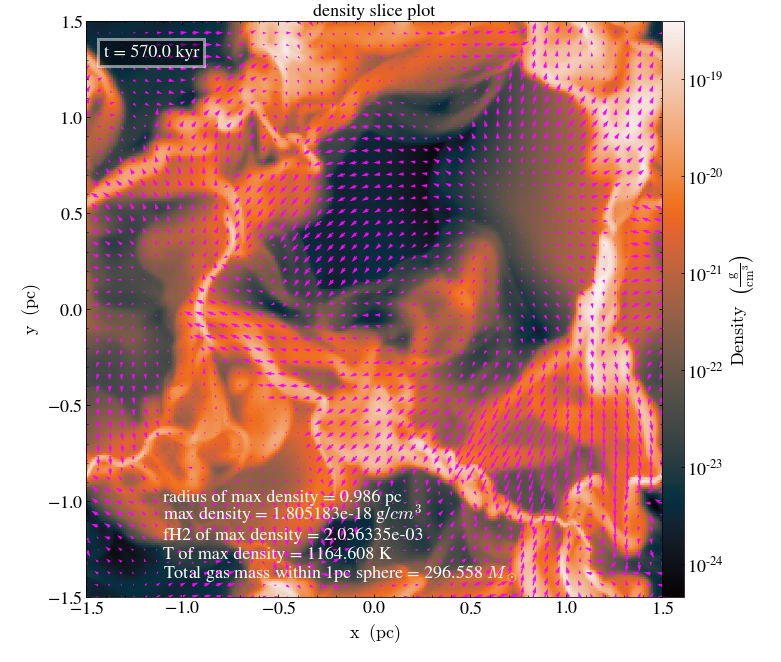 density slice plot
t = 570.0 kyr
1.5
1.0
0.5
0.0
−0.5
−1.0
−1.5
y (pc)
radius of max density = 0.986 pc
max density = 1.805183e-18 g/cm³
fH2 of max density = 2.036335e-03
T of max density = 1164.608 K
Total gas mass within 1pc sphere = 296.558 M☉
−1.5 −1.0 −0.5 0.0 0.5 1.0 1.5
x (pc)
10⁻¹⁹
10⁻²⁰
10⁻²¹
10⁻²²
10⁻²³
10⁻²⁴
Density (g/cm³)